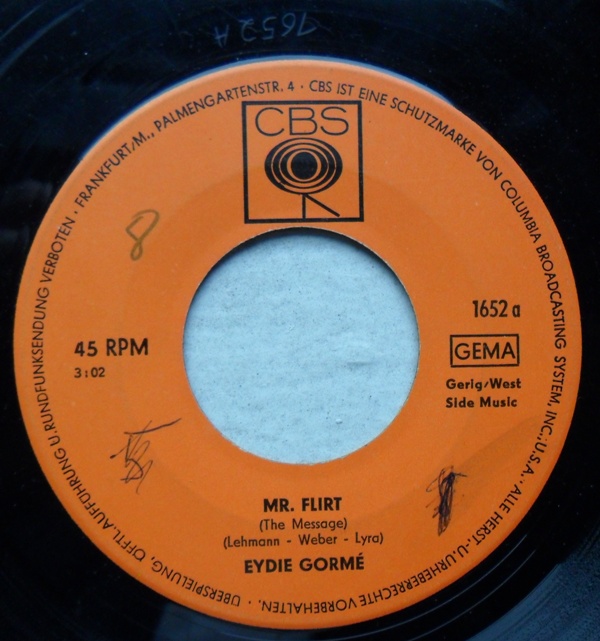 1652 A
ALLE HERST.-U.URHEBERRECHTE VORBEHALTEN. · ÜBERSPIELUNG, ÖFFTL.AUFFÜHRUNG U.RUNDFUNKSENDUNG VERBOTEN · FRANKFURT/M., PALMENGARTENSTR. 4 · CBS IST EINE SCHUTZMARKE VON COLUMBIA BROADCASTING SYSTEM, INC.,U.S.A. ·
CBS
8
1652 a
45 RPM
3:02
GEMA
Gerig/West
Side Music
MR. FLIRT
(The Message)
(Lehmann - Weber - Lyra)
EYDIE GORMÉ